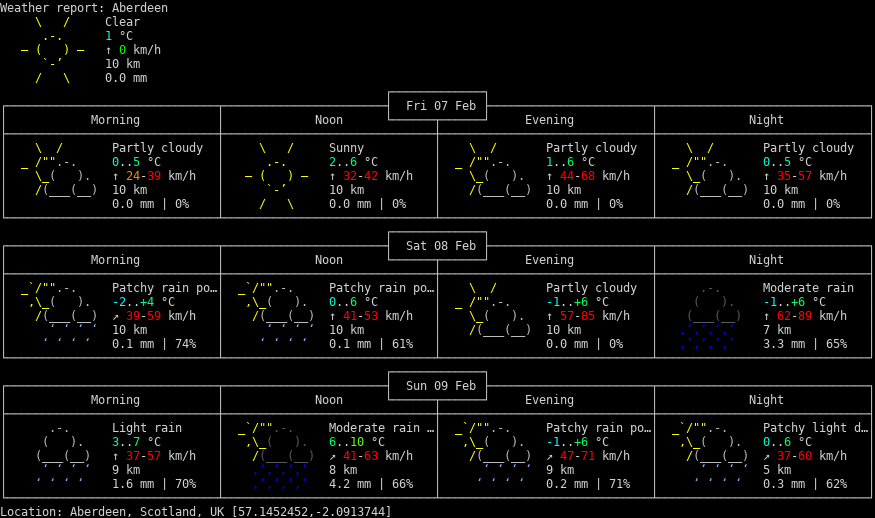 Weather report: Aberdeen
Clear
1 °C
↑ 0 km/h
10 km
0.0 mm
Fri 07 Feb
Morning Noon Evening Night
Partly cloudy Sunny Partly cloudy Partly cloudy
0..5 °C 2..6 °C 1..6 °C 0..5 °C
↑ 24-39 km/h ↑ 32-42 km/h ↑ 44-68 km/h ↑ 35-57 km/h
10 km 10 km 10 km 10 km
0.0 mm | 0% 0.0 mm | 0% 0.0 mm | 0% 0.0 mm | 0%
Sat 08 Feb
Morning Noon Evening Night
Patchy rain po… Patchy rain po… Partly cloudy Moderate rain
-2..+4 °C 0..6 °C -1..+6 °C -1..+6 °C
↗ 39-59 km/h ↑ 41-53 km/h ↑ 57-85 km/h ↑ 62-89 km/h
10 km 10 km 10 km 7 km
0.1 mm | 74% 0.1 mm | 61% 0.0 mm | 0% 3.3 mm | 65%
Sun 09 Feb
Morning Noon Evening Night
Light rain Moderate rain … Patchy rain po… Patchy light d…
3..7 °C 6..10 °C -1..+6 °C 0..6 °C
↑ 37-57 km/h ↗ 41-63 km/h ↗ 47-71 km/h ↗ 37-60 km/h
9 km 8 km 9 km 5 km
1.6 mm | 70% 4.2 mm | 66% 0.2 mm | 71% 0.3 mm | 62%
Location: Aberdeen, Scotland, UK [57.1452452,-2.0913744]